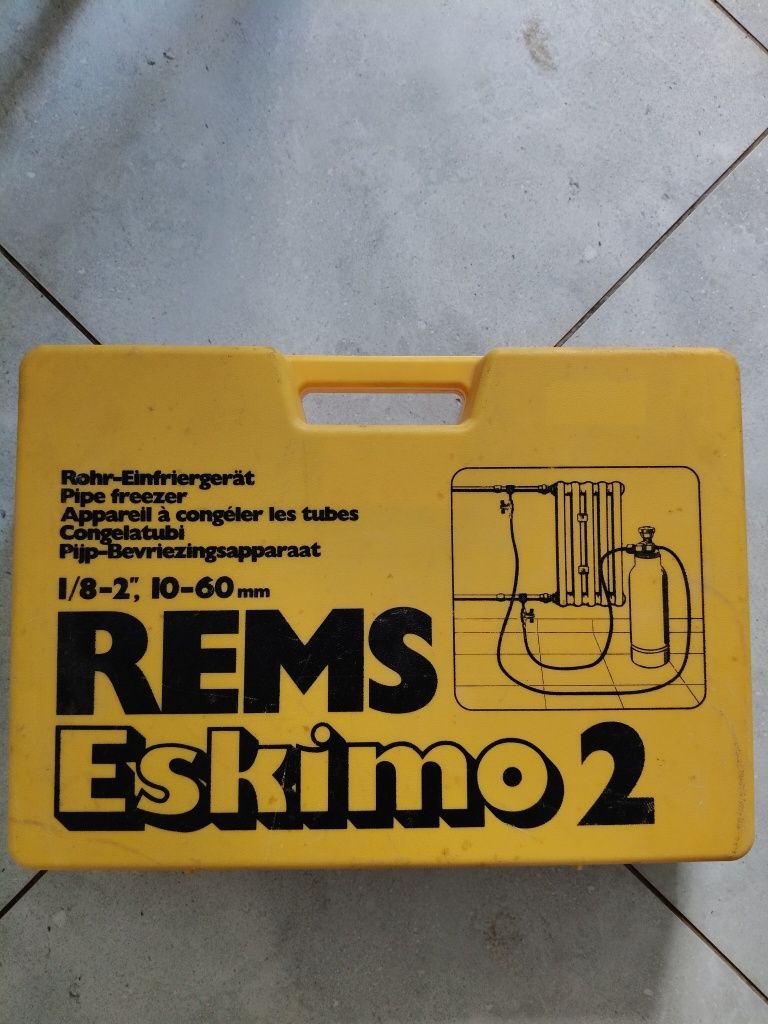 Rohr-Einfriergerät
Pipe freezer
Appareil à congéler les tubes
Congelatubi
Pijp-Bevriezingsapparaat
1/8-2", 10-60 mm
REMS
Eskimo 2